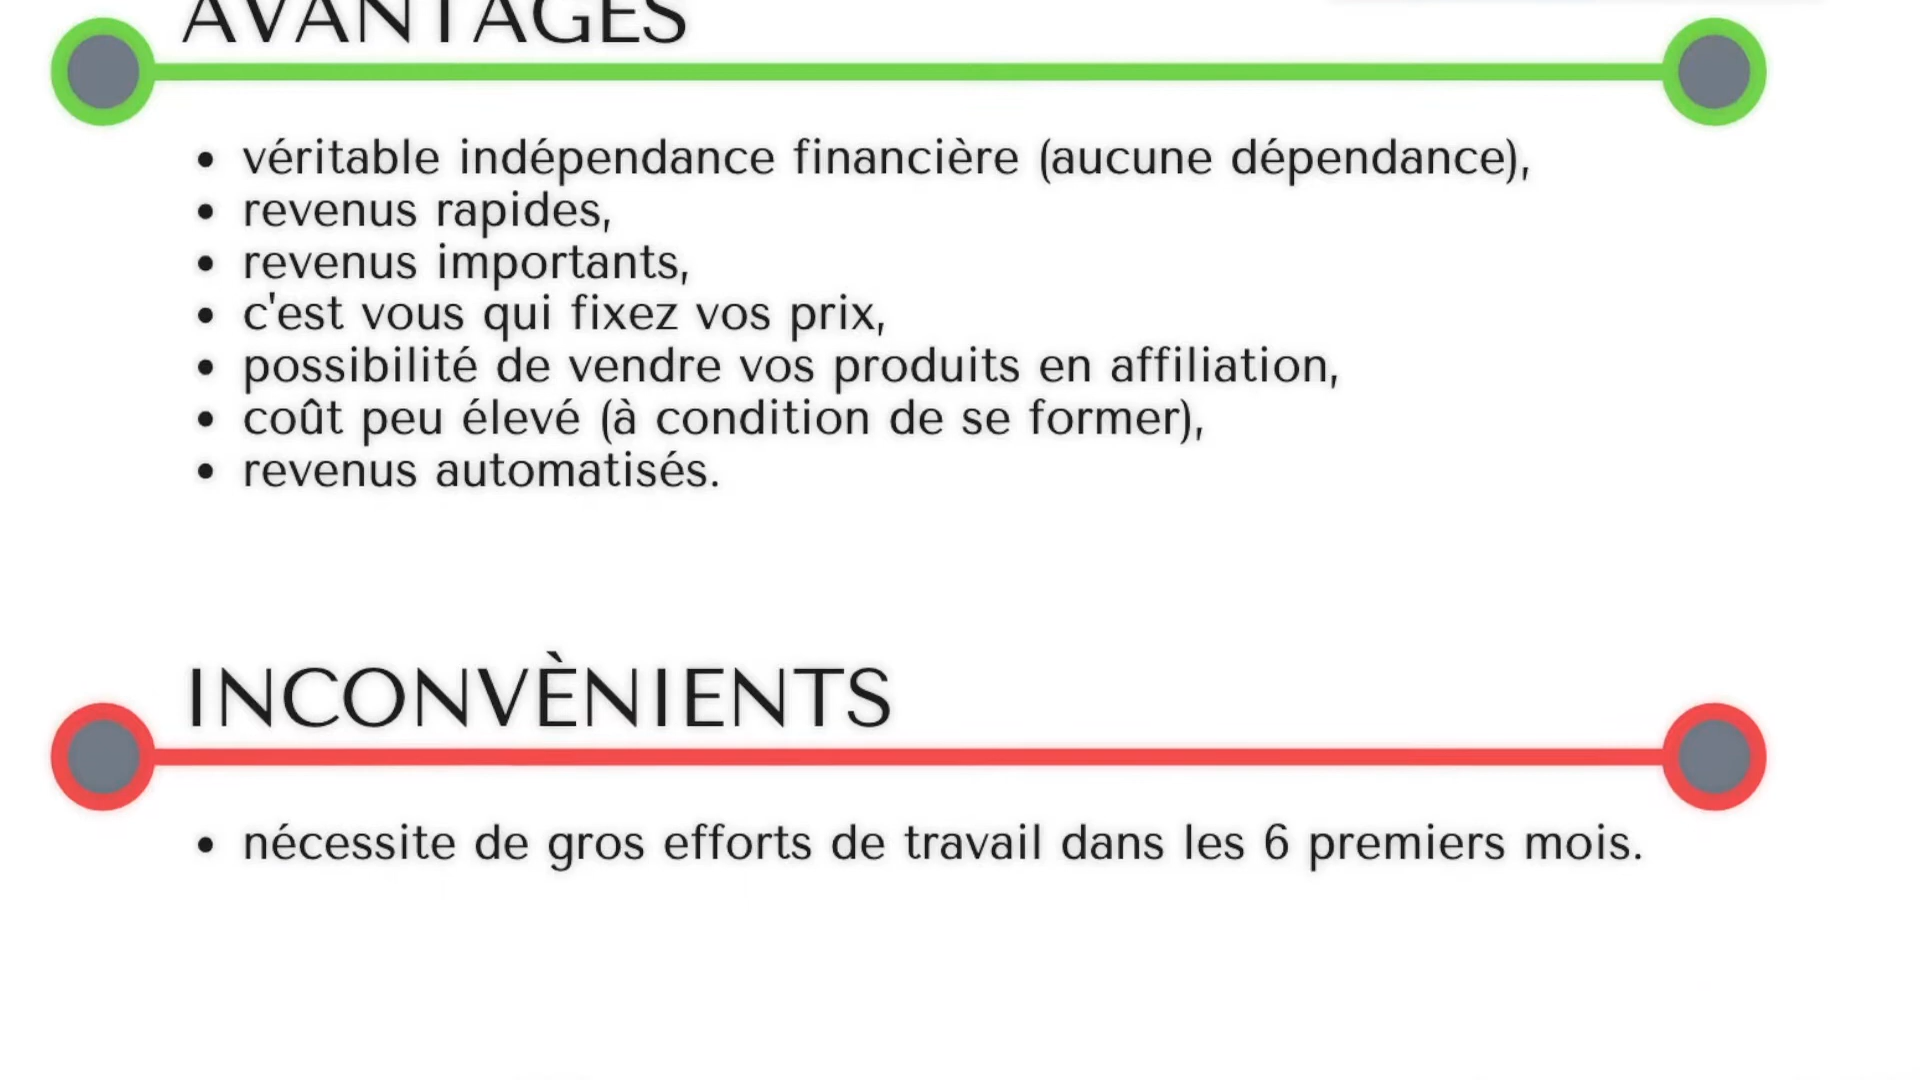 AVANTAGES
• véritable indépendance financière (aucune dépendance),
• revenus rapides,
• revenus importants,
• c'est vous qui fixez vos prix,
• possibilité de vendre vos produits en affiliation,
• coût peu élevé (à condition de se former),
• revenus automatisés.
INCONVÈNIENTS
• nécessite de gros efforts de travail dans les 6 premiers mois.